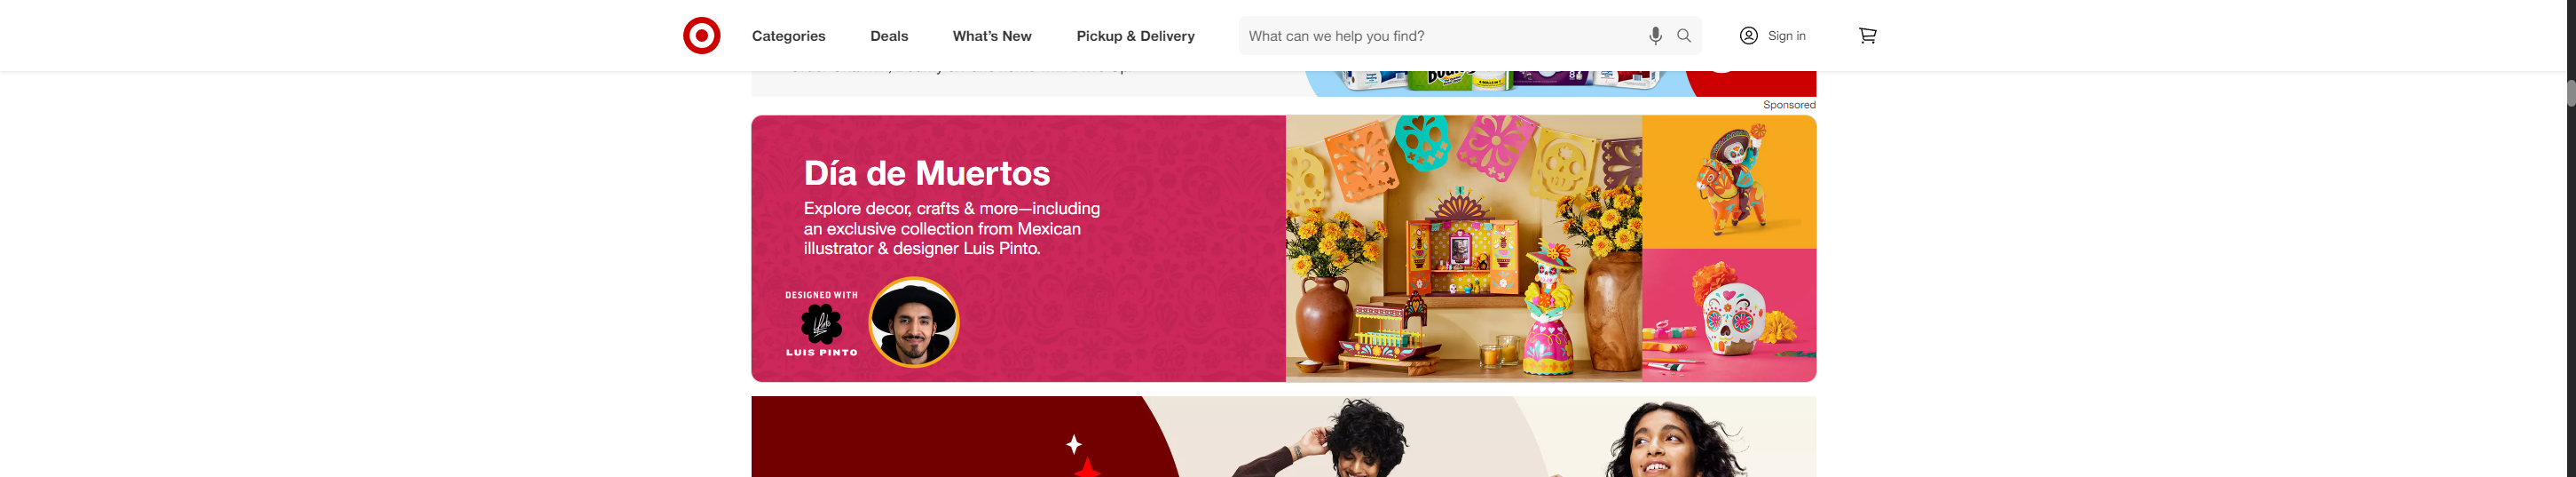 Categories
Deals
What's New
Pickup & Delivery
What can we help you find?
Sign in
Sponsored
Día de Muertos
Explore decor, crafts & more—including
an exclusive collection from Mexican
illustrator & designer Luis Pinto.
DESIGNED WITH
LUIS PINTO